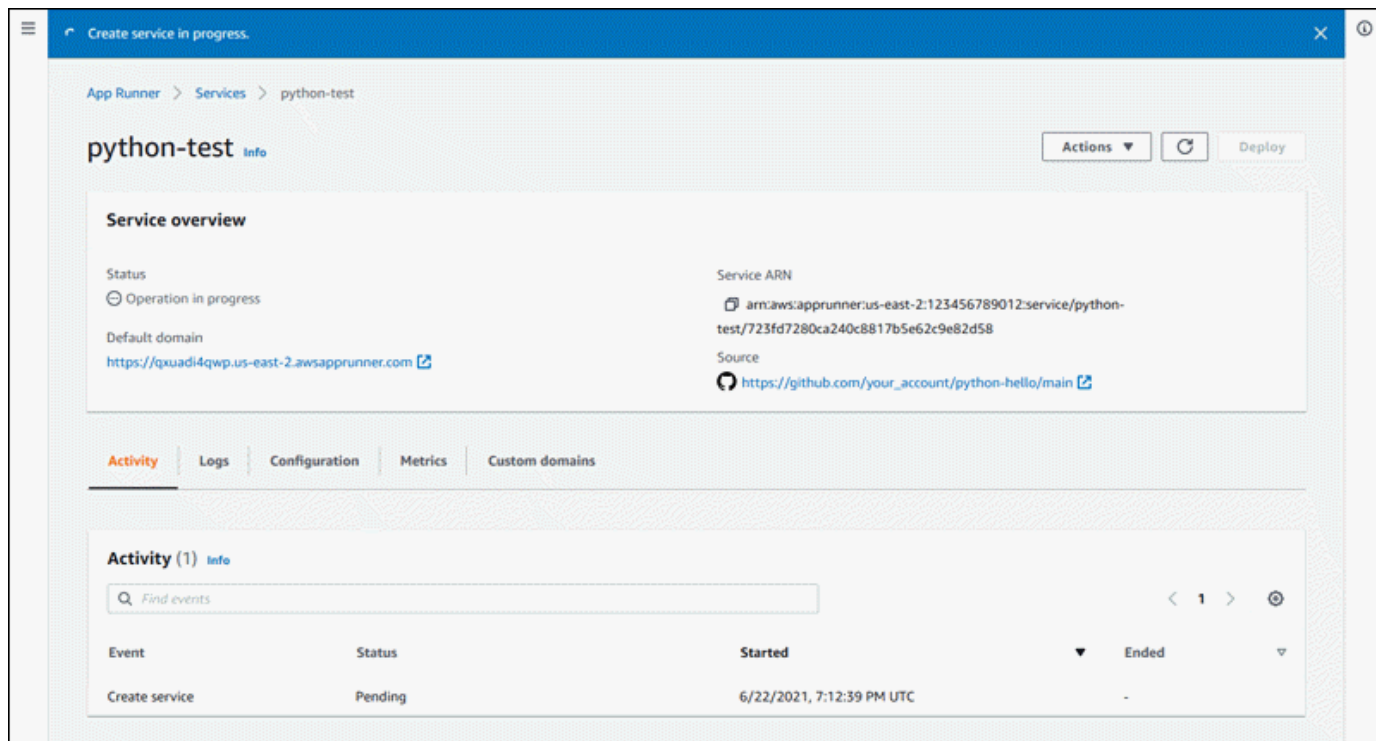 Create service in progress.
App Runner > Services > python-test
python-test Info
Actions ▼ Deploy
Service overview
Status
Operation in progress
Default domain
https://qxuadi4qwp.us-east-2.awsapprunner.com
Service ARN
arn:aws:apprunner:us-east-2:123456789012:service/python-
test/723fd7280ca240c8817b5e62c9e82d58
Source
https://github.com/your_account/python-hello/main
Activity Logs Configuration Metrics Custom domains
Activity (1) Info
Find events
< 1 >
Event Status Started Ended
Create service Pending 6/22/2021, 7:12:39 PM UTC -